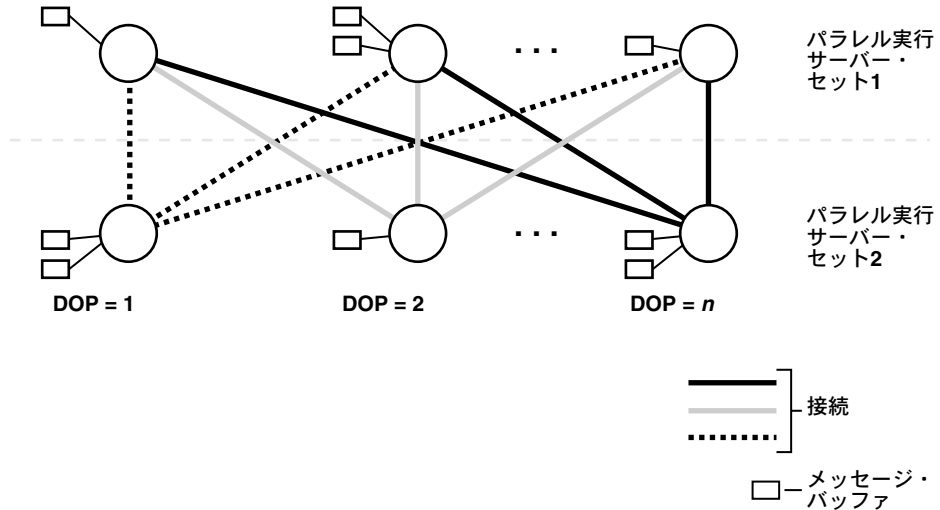 パラレル実行
サーバー・
セット1
. . .
パラレル実行
サーバー・
セット2
. . .
DOP = 1
DOP = 2
DOP = n
接続
メッセージ・
バッファ